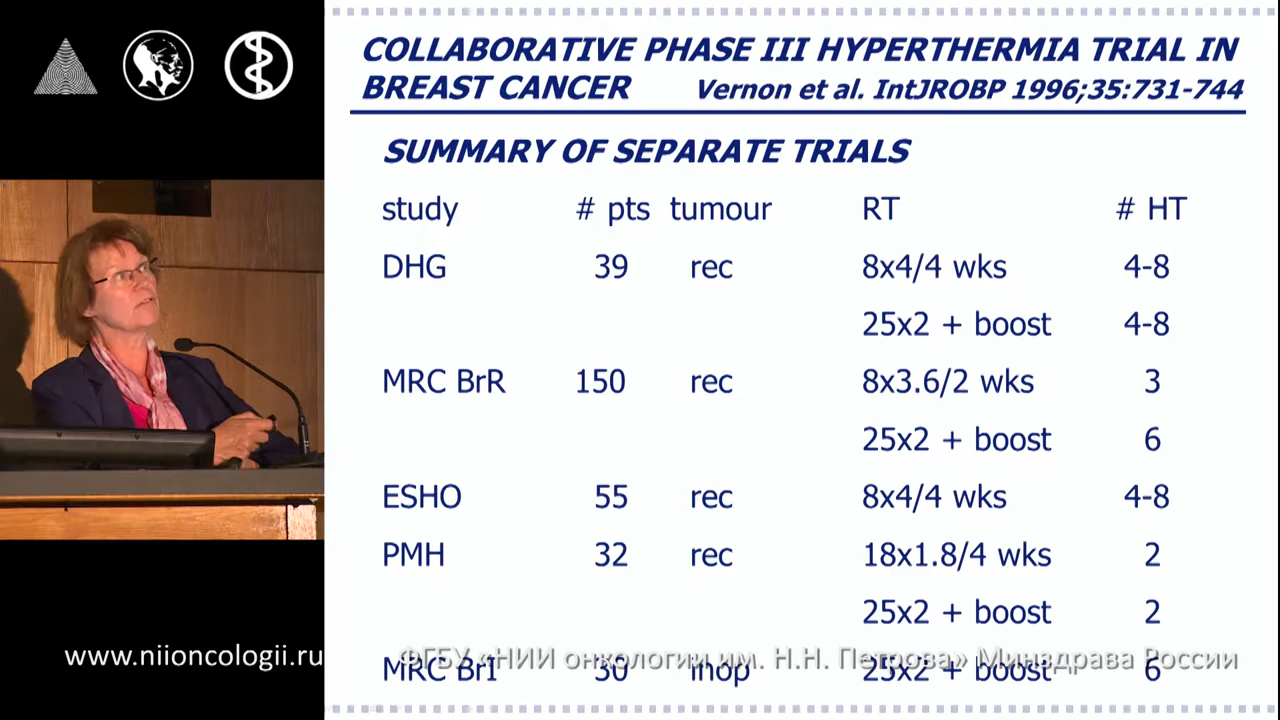 COLLABORATIVE PHASE III HYPERTHERMIA TRIAL IN
BREAST CANCER Vernon et al. IntJROBP 1996;35:731-744
SUMMARY OF SEPARATE TRIALS
study # pts tumour RT # HT
DHG 39 rec 8x4/4 wks 4-8
25x2 + boost 4-8
MRC BrR 150 rec 8x3.6/2 wks 3
25x2 + boost 6
ESHO 55 rec 8x4/4 wks 4-8
PMH 32 rec 18x1.8/4 wks 2
25x2 + boost 2
MRC BrI 30 inop 25x2 + boost 6
www.niioncologii.ru ФГБУ «НИИ онкологии им. Н.Н. Петрова» Минздрава России